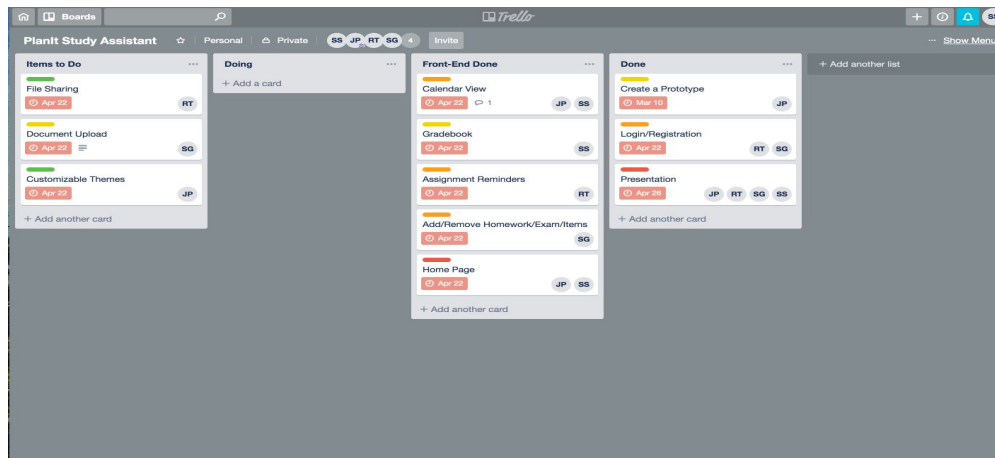 Boards
Trello
PlanIt Study Assistant Personal Private SS JP RT SG 4 Invite ... Show Menu
Items to Do ...
File Sharing
Apr 22 RT
Document Upload
Apr 22 SG
Customizable Themes
Apr 22 JP
+ Add another card
Doing ...
+ Add a card
Front-End Done ...
Calendar View
Apr 22 1 JP SS
Gradebook
Apr 22 SS
Assignment Reminders
Apr 22 RT
Add/Remove Homework/Exam/Items
Apr 22 SG
Home Page
Apr 22 JP SS
+ Add another card
Done ...
Create a Prototype
Mar 10 JP
Login/Registration
Apr 22 RT SG
Presentation
Apr 26 JP RT SG SS
+ Add another card
+ Add another list